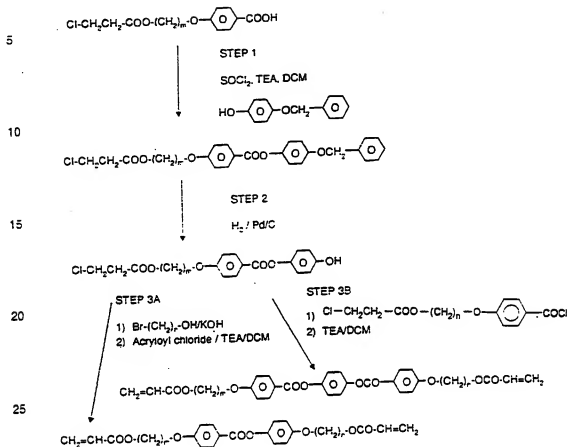 Cl-CH₂CH₂-COO-(CH₂)m-O-⌬-COOH
5
STEP 1
SOCl₂, TEA, DCM
HO-⌬-OCH₂-⌬
10
Cl-CH₂CH₂-COO-(CH₂)n-O-⌬-COO-⌬-OCH₂-⌬
STEP 2
H₂ / Pd/C
15
Cl-CH₂CH₂-COO-(CH₂)n-O-⌬-COO-⌬-OH
STEP 3A
STEP 3B
20
1) Br-(CH₂)n-OH/KOH
2) Acryloyl chloride / TEA/DCM
1) Cl-CH₂CH₂-COO-(CH₂)n-O-⌬-COCl
2) TEA/DCM
CH₂=CH-COO-(CH₂)n-O-⌬-COO-⌬-OCO-⌬-O-(CH₂)n-OCO-CH=CH₂
25
CH₂=CH-COO-(CH₂)n-O-⌬-COO-⌬-O-(CH₂)n-OCO-CH=CH₂